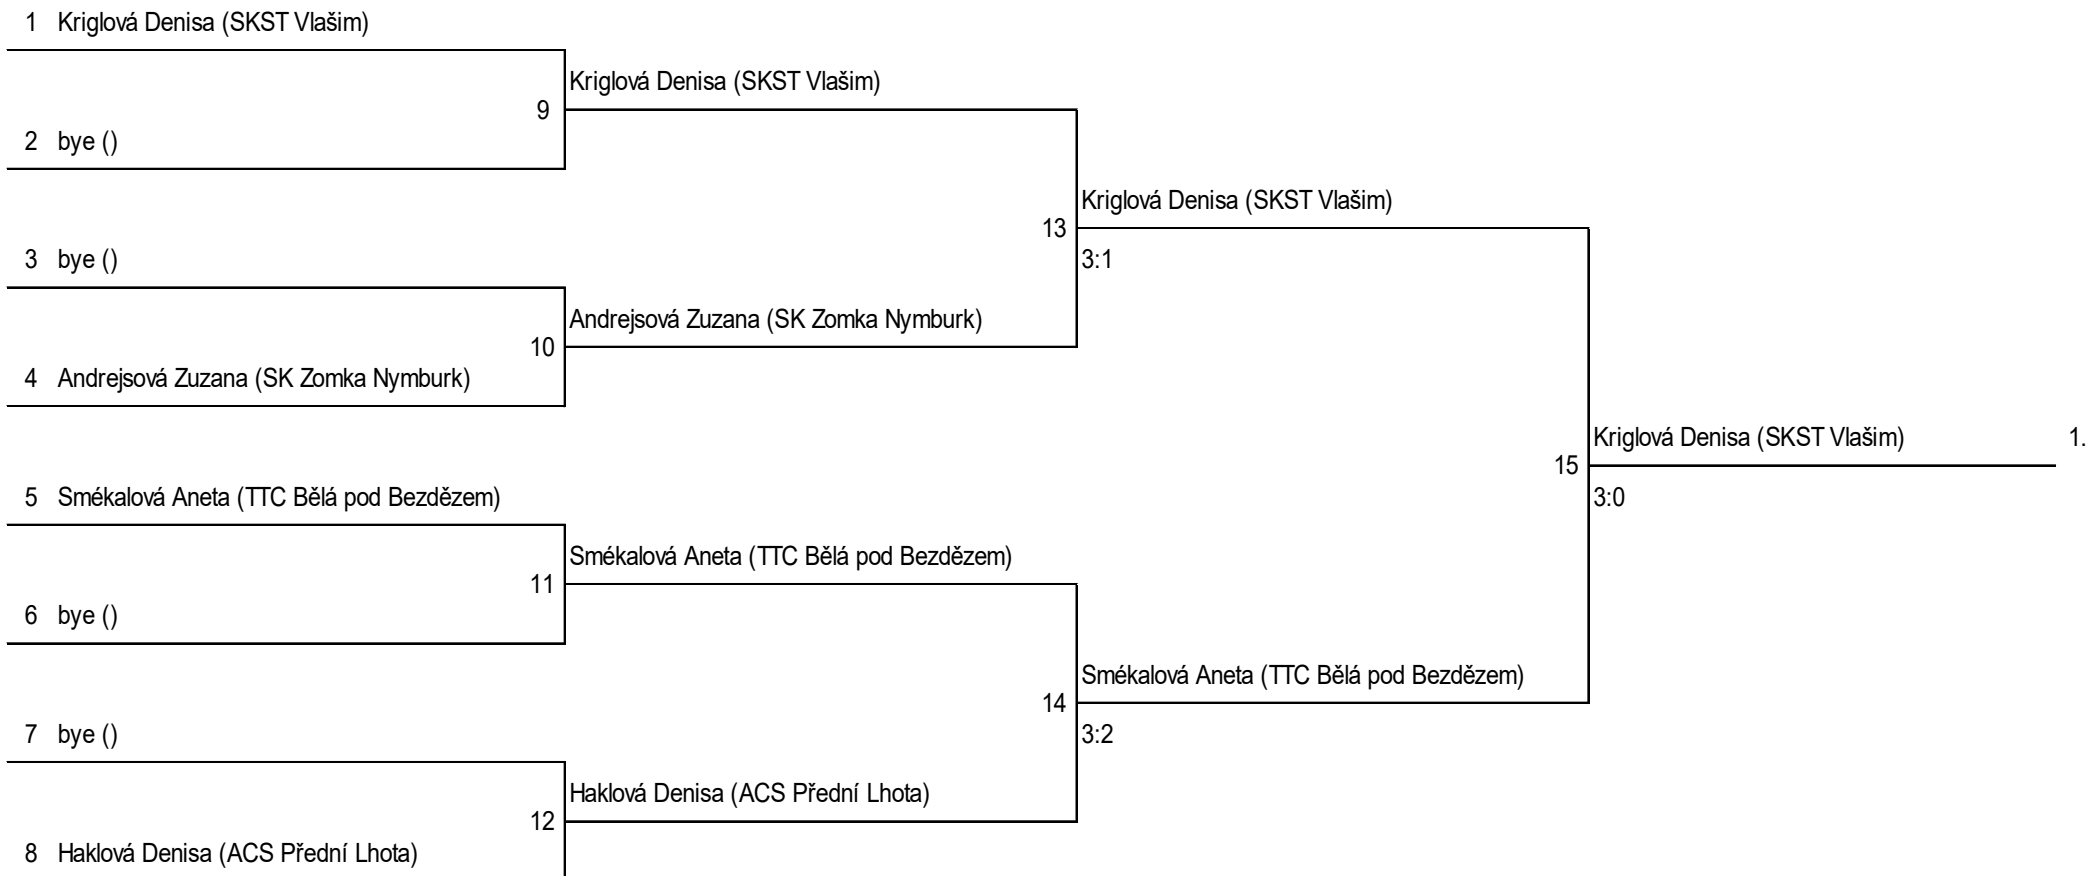 1 Kriglová Denisa (SKST Vlašim)
Kriglová Denisa (SKST Vlašim)
9
2 bye ()
Kriglová Denisa (SKST Vlašim)
13
3 bye ()
3:1
Andrejsová Zuzana (SK Zomka Nymburk)
10
4 Andrejsová Zuzana (SK Zomka Nymburk)
Kriglová Denisa (SKST Vlašim) 1.
15
5 Smékalová Aneta (TTC Bělá pod Bezdězem)
3:0
Smékalová Aneta (TTC Bělá pod Bezdězem)
11
6 bye ()
Smékalová Aneta (TTC Bělá pod Bezdězem)
14
7 bye ()
3:2
Haklová Denisa (ACS Přední Lhota)
12
8 Haklová Denisa (ACS Přední Lhota)